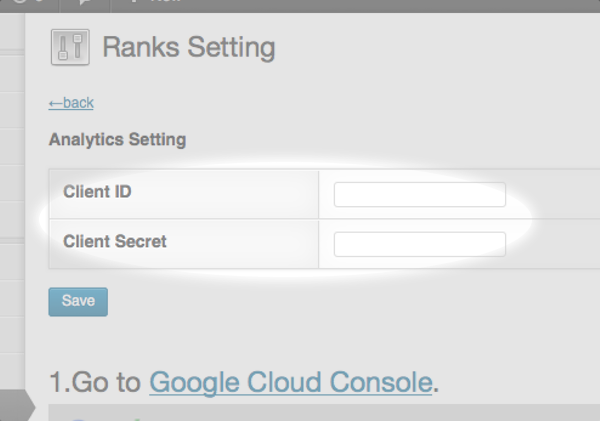 Ranks Setting
←back
Analytics Setting
Client ID
Client Secret
Save
1.Go to Google Cloud Console.